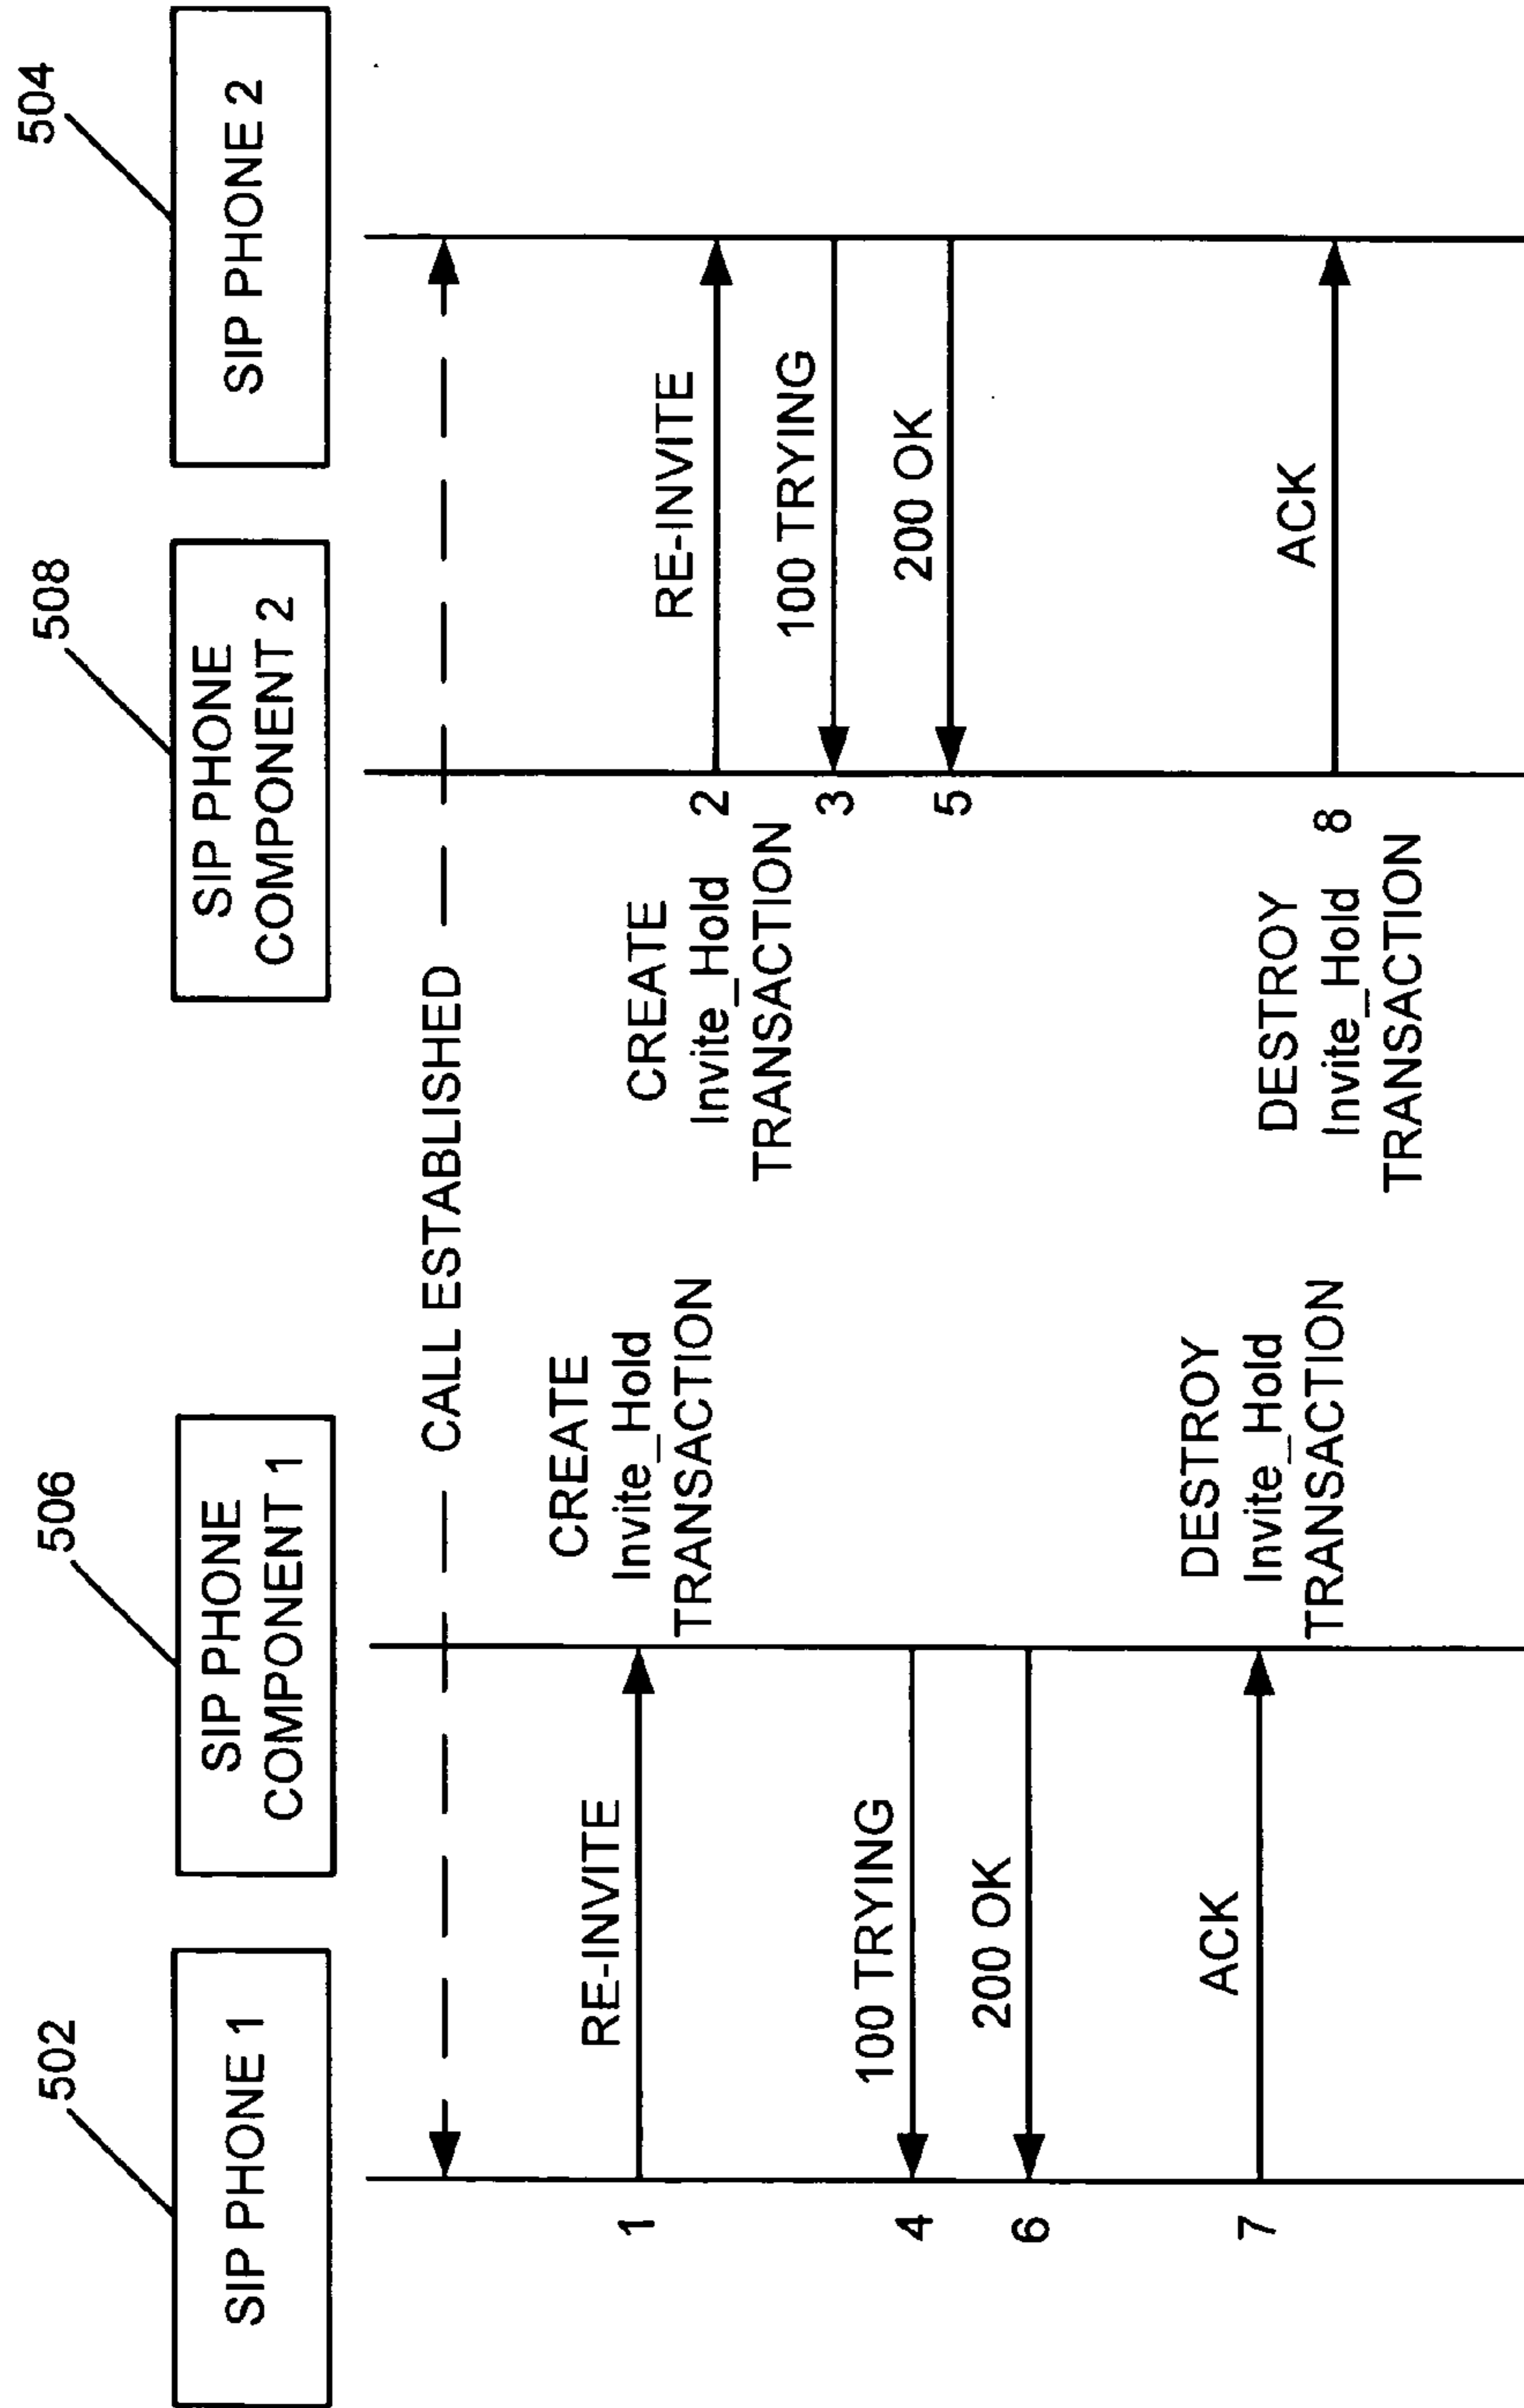 502
506
508
504
SIP PHONE 1
SIP PHONE
COMPONENT 1
SIP PHONE
COMPONENT 2
SIP PHONE 2
CALL ESTABLISHED
1
RE-INVITE
CREATE
Invite_Hold
TRANSACTION
CREATE
Invite_Hold
TRANSACTION
2
RE-INVITE
3
100 TRYING
4
100 TRYING
5
200 OK
6
200 OK
7
ACK
DESTROY
Invite_Hold
TRANSACTION
DESTROY
Invite_Hold
TRANSACTION
8
ACK